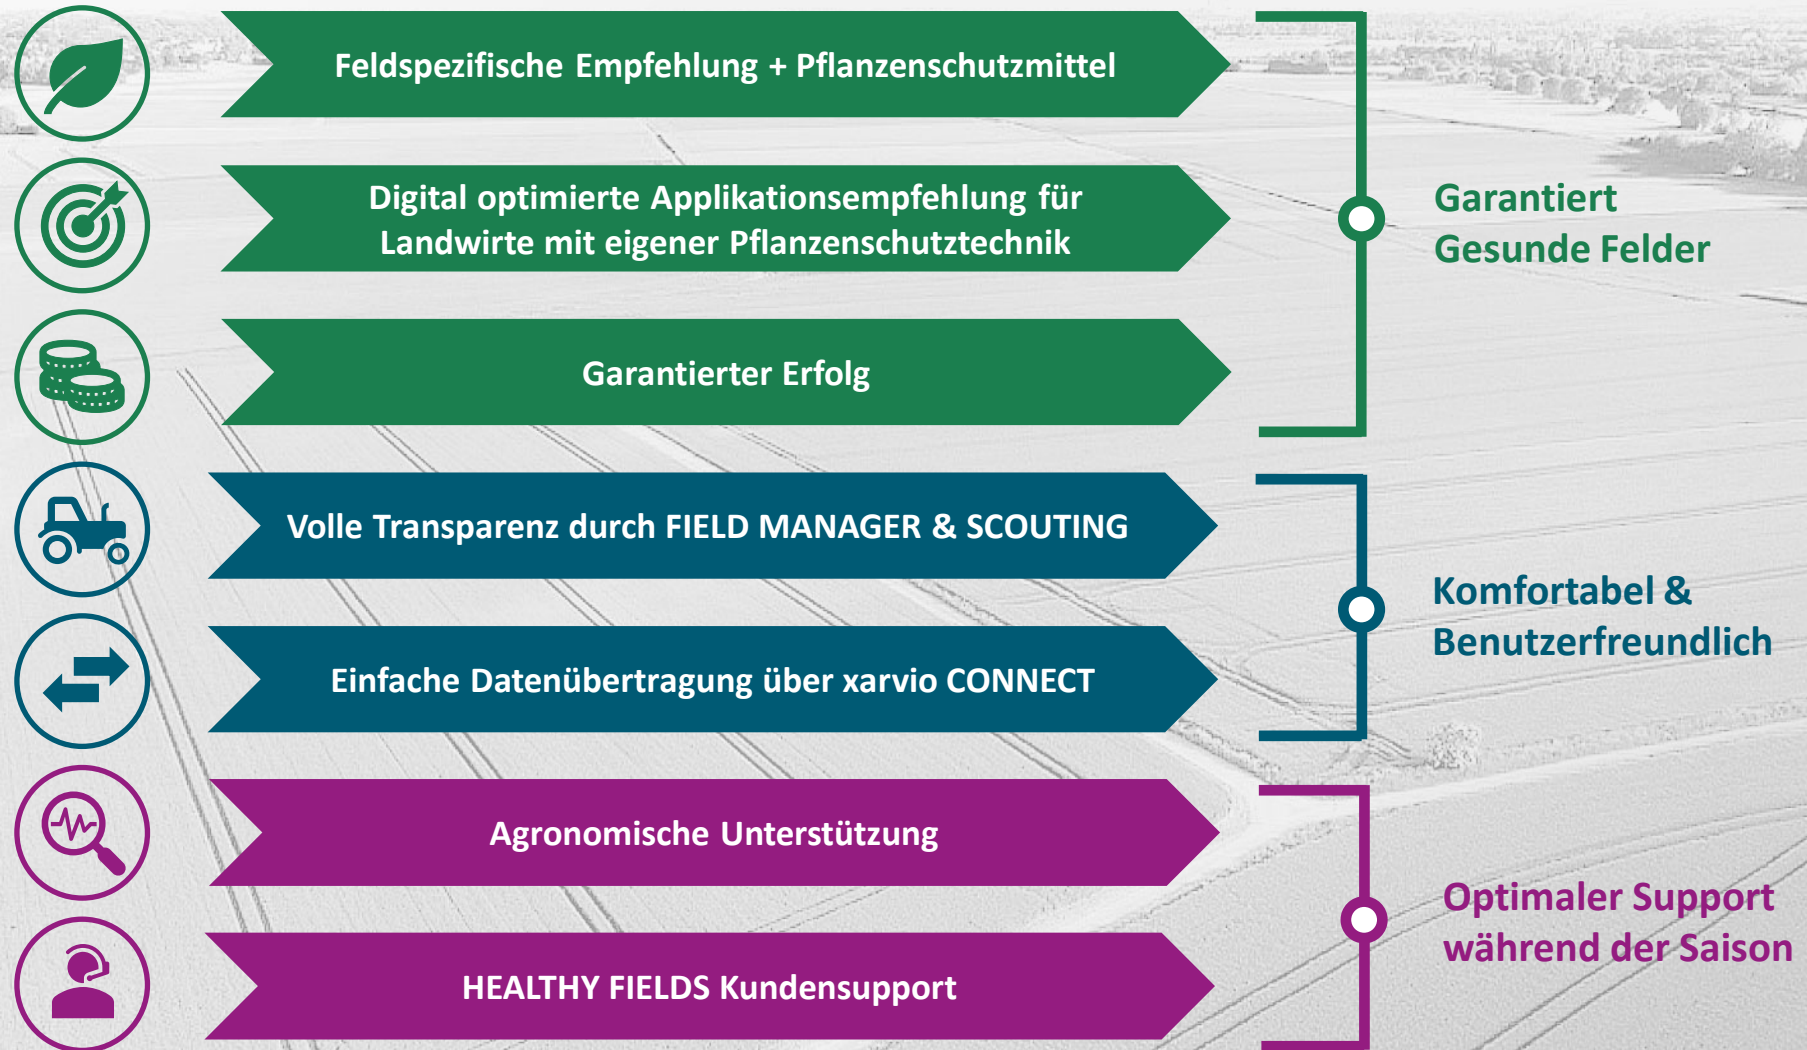 Feldspezifische Empfehlung + Pflanzenschutzmittel
Digital optimierte Applikationsempfehlung für
Landwirte mit eigener Pflanzenschutztechnik
Garantierter Erfolg
Garantiert
Gesunde Felder
Volle Transparenz durch FIELD MANAGER & SCOUTING
Einfache Datenübertragung über xarvio CONNECT
Komfortabel &
Benutzerfreundlich
Agronomische Unterstützung
HEALTHY FIELDS Kundensupport
Optimaler Support
während der Saison